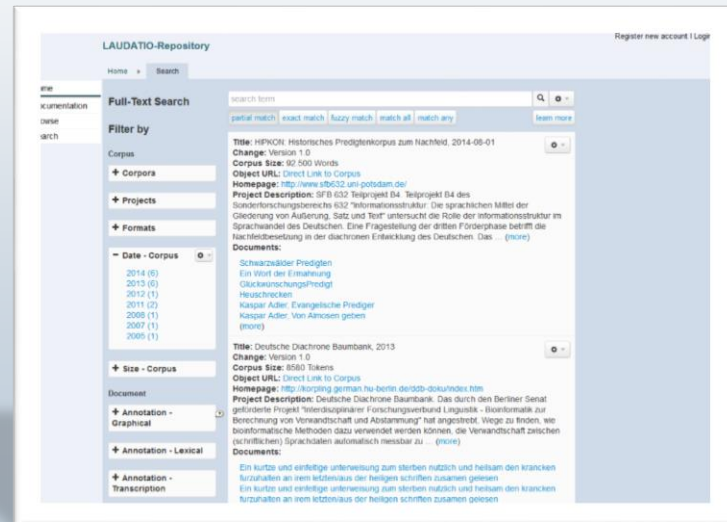 Register new account I Login
LAUDATIO-Repository
Home » Search
ome
ocumentation
owse
earch
Full-Text Search
Filter by
Corpus
+ Corpora
+ Projects
+ Formats
− Date - Corpus
2014 (6)
2013 (6)
2012 (1)
2011 (2)
2008 (1)
2007 (1)
2005 (1)
+ Size - Corpus
Document
+ Annotation -
Graphical
+ Annotation - Lexical
+ Annotation -
Transcription
search term
partial match exact match fuzzy match match all match any learn more
Title: HIPKON: Historisches Predigtenkorpus zum Nachfeld, 2014-08-01
Change: Version 1.0
Corpus Size: 92.500 Words
Object URL: Direct Link to Corpus
Homepage: http://www.sfb632.uni-potsdam.de/
Project Description: SFB 632 Teilprojekt B4. Teilprojekt B4 des
Sonderforschungsbereichs 632 "Informationsstruktur: Die sprachlichen Mittel der
Gliederung von Äußerung, Satz und Text" untersucht die Rolle der Informationsstruktur im
Sprachwandel des Deutschen. Eine Fragestellung der dritten Förderphase betrifft die
Nachfeldbesetzung in der diachronen Entwicklung des Deutschen. Das ... (more)
Documents:
Schwarzwälder Predigten
Ein Wort der Ermahnung
GlückwünschungsPredigt
Heuschrecken
Kaspar Adler, Evangelische Prediger
Kaspar Adler, Von Almosen geben
(more)
Title: Deutsche Diachrone Baumbank, 2013
Change: Version 1.0
Corpus Size: 8580 Tokens
Object URL: Direct Link to Corpus
Homepage: http://korpling.german.hu-berlin.de/ddb-doku/index.htm
Project Description: Deutsche Diachrone Baumbank. Das durch den Berliner Senat
geförderte Projekt "Interdisziplinärer Forschungsverbund Linguistik - Bioinformatik zur
Berechnung von Verwandtschaft und Abstammung" hat angestrebt, Wege zu finden, wie
bioinformatische Methoden dazu verwendet werden können, die Verwandtschaft zwischen
(schriftlichen) Sprachdaten automatisch messbar zu ... (more)
Documents:
Ein kurtze und einfeltige unterweisung zum sterben nutzlich und heilsam den krancken
furzuhalten an irem letzten/aus der heiligen schriften zusamen gelesen
Ein kurtze und einfeltige unterweisung zum sterben nutzlich und heilsam den krancken
furzuhalten an irem letzten/aus der heiligen schriften zusamen gelesen